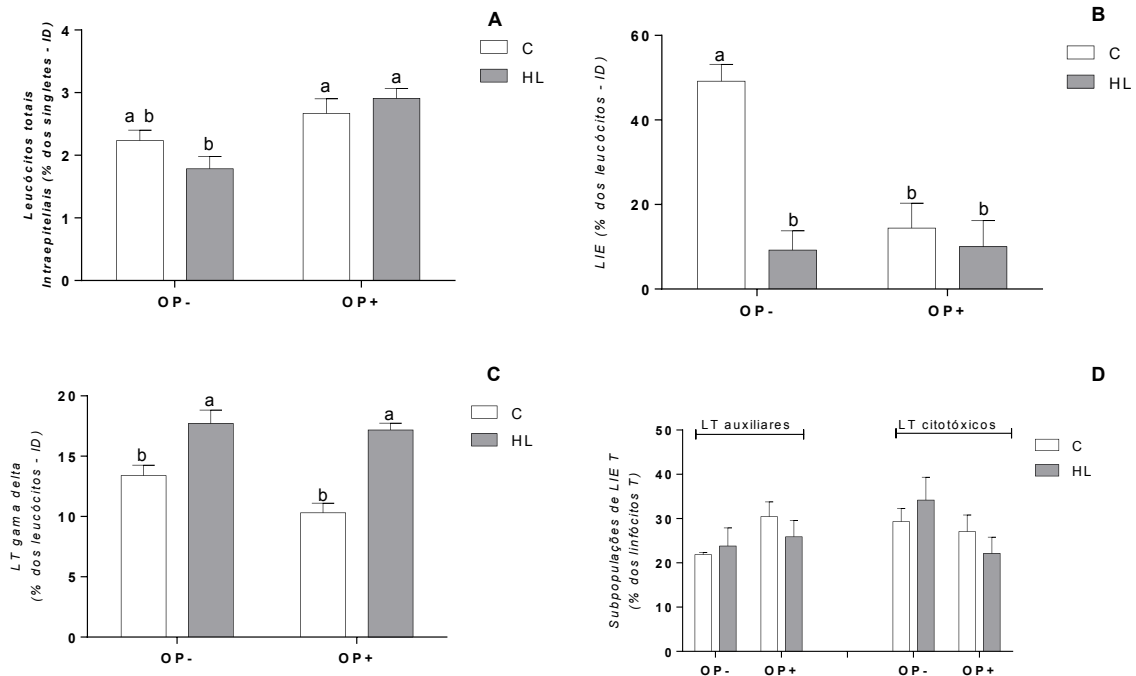 A
Leucócitos totais
Intraepiteliais (% dos singletes - ID)
4
3
2
1
0
a b
b
a
a
OP-
OP+
C
HL
B
LIE (% dos leucócitos - ID)
60
40
20
0
a
b
b
b
OP-
OP+
C
HL
C
LT gama delta
(% dos leucócitos - ID)
20
15
10
5
0
b
a
b
a
OP-
OP+
C
HL
D
Subpopulações de LIE T
(% dos linfócitos T)
50
40
30
20
10
0
LT auxiliares
LT citotóxicos
OP-
OP+
OP-
OP+
C
HL